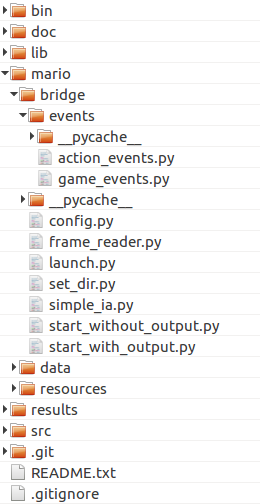 bin
doc
lib
mario
bridge
events
__pycache__
action_events.py
game_events.py
__pycache__
config.py
frame_reader.py
launch.py
set_dir.py
simple_ia.py
start_without_output.py
start_with_output.py
data
resources
results
src
.git
README.txt
.gitignore